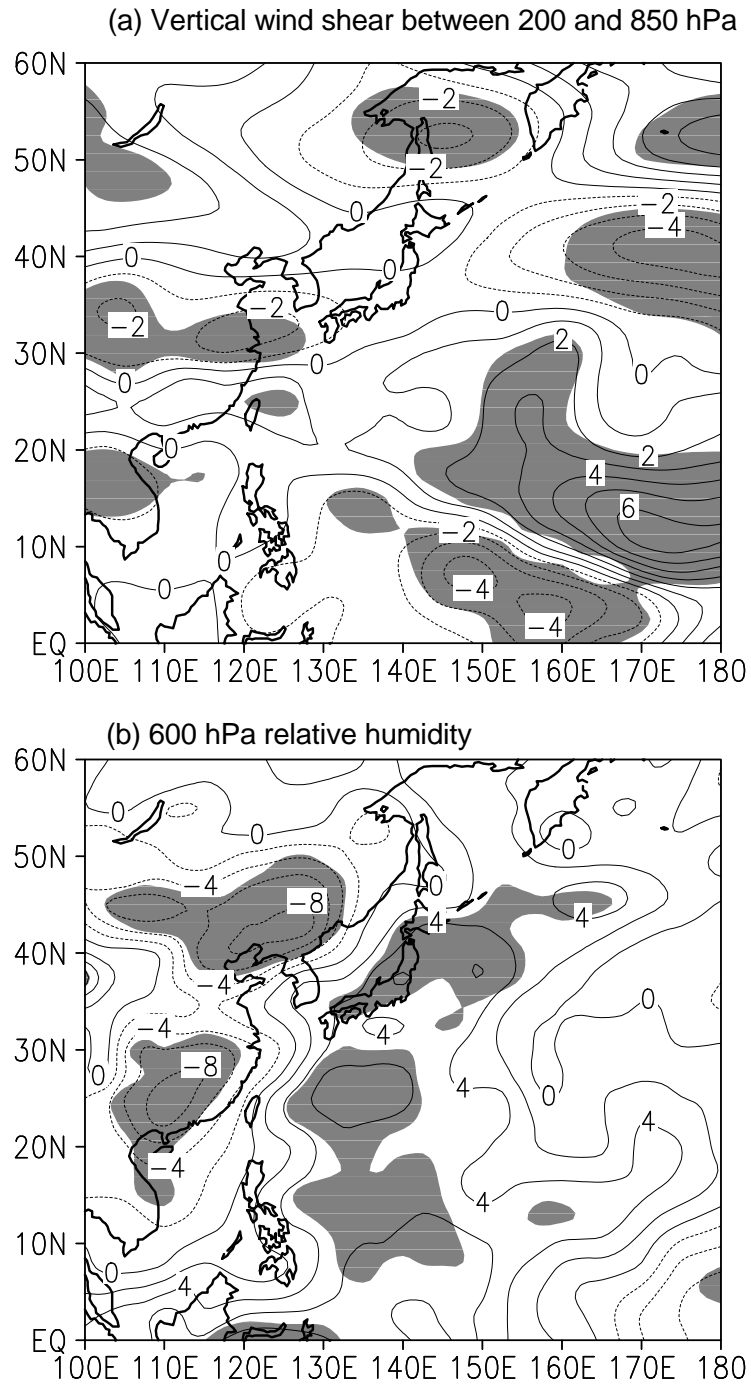 (a) Vertical wind shear between 200 and 850 hPa
60N
−2
50N
−2
0
−2
−4
40N
0
0
−2
−2
0
2
30N
0
0
0
20N
0
2
4
6
10N
−2
0
0
−4
−4
EQ
100E 110E 120E 130E 140E 150E 160E 170E 180
(b) 600 hPa relative humidity
60N
0
0
0
50N
−4
0
−8
4
4
40N
−4
0
−4
4
30N
−8
0
4
0
20N
4
−4
4
10N
0
4
EQ
100E 110E 120E 130E 140E 150E 160E 170E 180